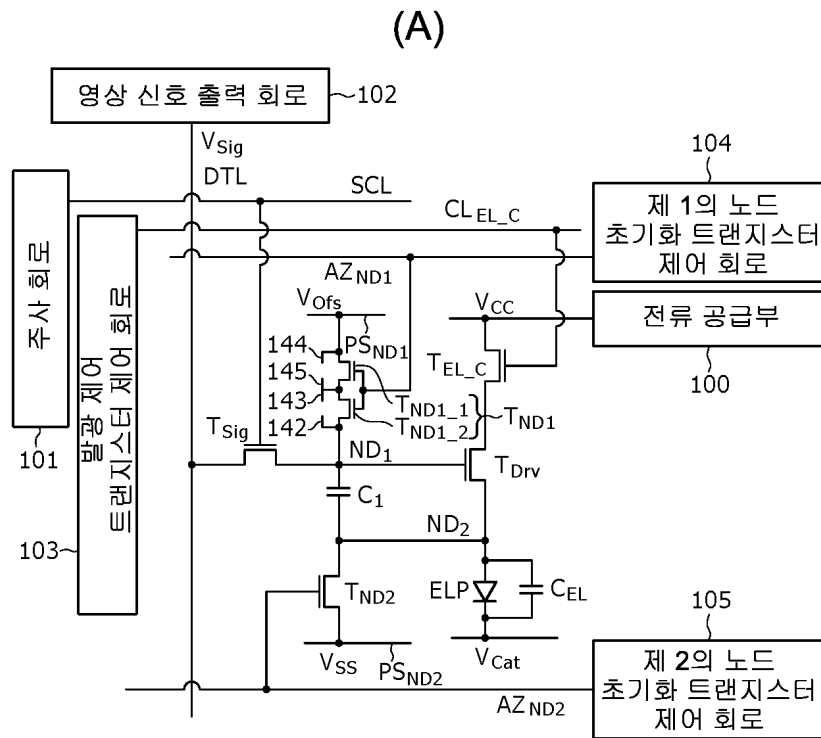 (A)
영상 신호 출력 회로
102
V_Sig
DTL
SCL
CL_EL_C
104
제 1의 노드
초기화 트랜지스터
제어 회로
주사 회로
101
발광 제어
트랜지스터 제어 회로
103
AZ_ND1
V_Ofs
PS_ND1
V_CC
전류 공급부
100
144
145
143
142
T_EL_C
T_ND1_1
T_ND1_2
T_ND1
T_Sig
ND_1
T_Drv
C_1
ND_2
T_ND2
ELP
C_EL
105
V_SS
PS_ND2
V_Cat
제 2의 노드
초기화 트랜지스터
제어 회로
AZ_ND2